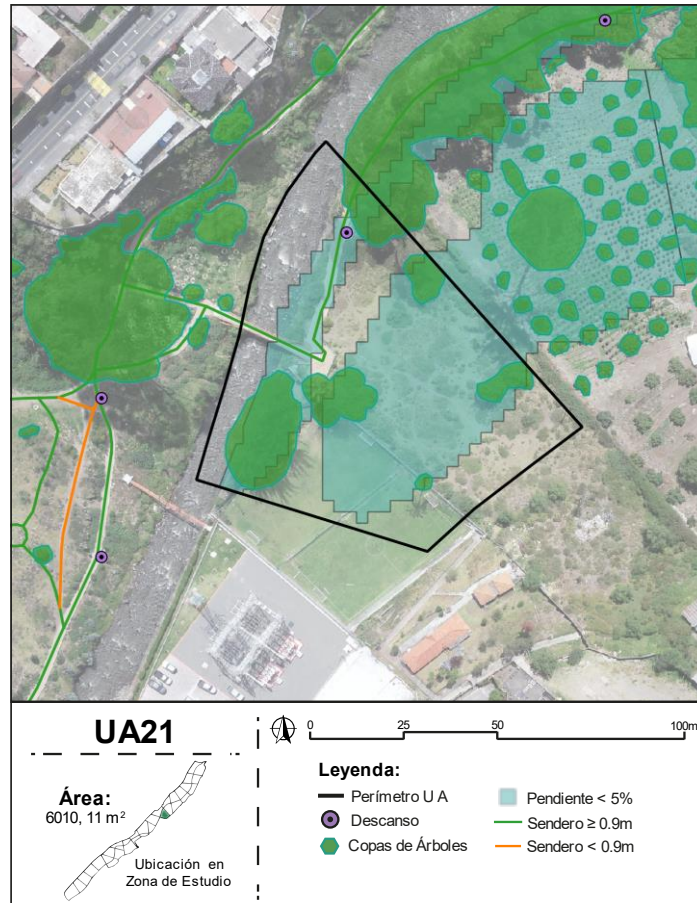 UA21
Área:
6010, 11 m²
Ubicación en
Zona de Estudio
0 25 50 100m
Leyenda:
Perímetro U A
Descanso
Copas de Árboles
Pendiente < 5%
Sendero ≥ 0.9m
Sendero < 0.9m